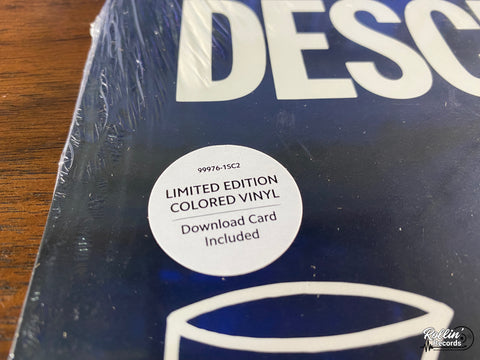 DESC
99976-1SC2
LIMITED EDITION
COLORED VINYL
Download Card
Included
Rollin'
Records